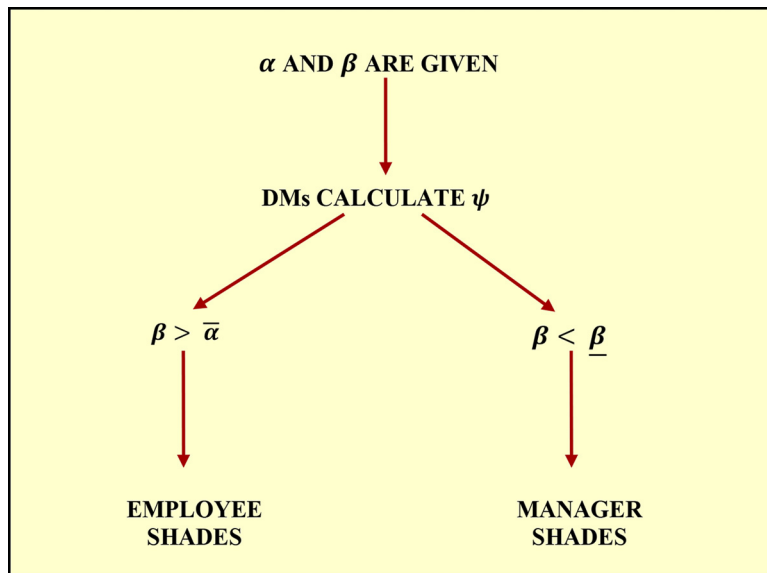 α AND β ARE GIVEN
DMs CALCULATE ψ
β > α̅
β < β̲
EMPLOYEE
SHADES
MANAGER
SHADES